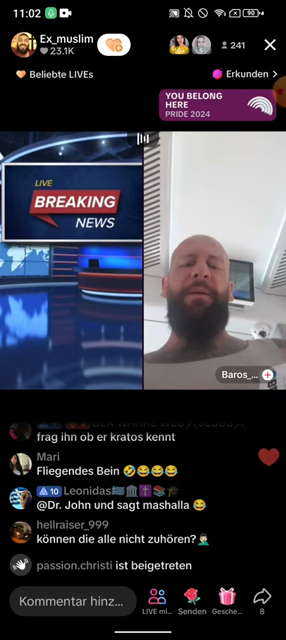 11:02
90
Ex_muslim
23.1K
241
Beliebte LIVEs
Erkunden >
YOU BELONG
HERE
PRIDE 2024
LIVE
BREAKING
NEWS
Baros_...
frag ihn ob er kratos kennt
Mari
Fliegendes Bein 🤣😂😂😂
10 Leonidas🇬🇷🏛️✝️📚🎓
@Dr. John und sagt mashalla 😂
hellraiser_999
können die alle nicht zuhören?🤦🏻‍♂️
passion.christi ist beigetreten
Kommentar hinz...
LIVE mi...
Senden
Gesche...
8